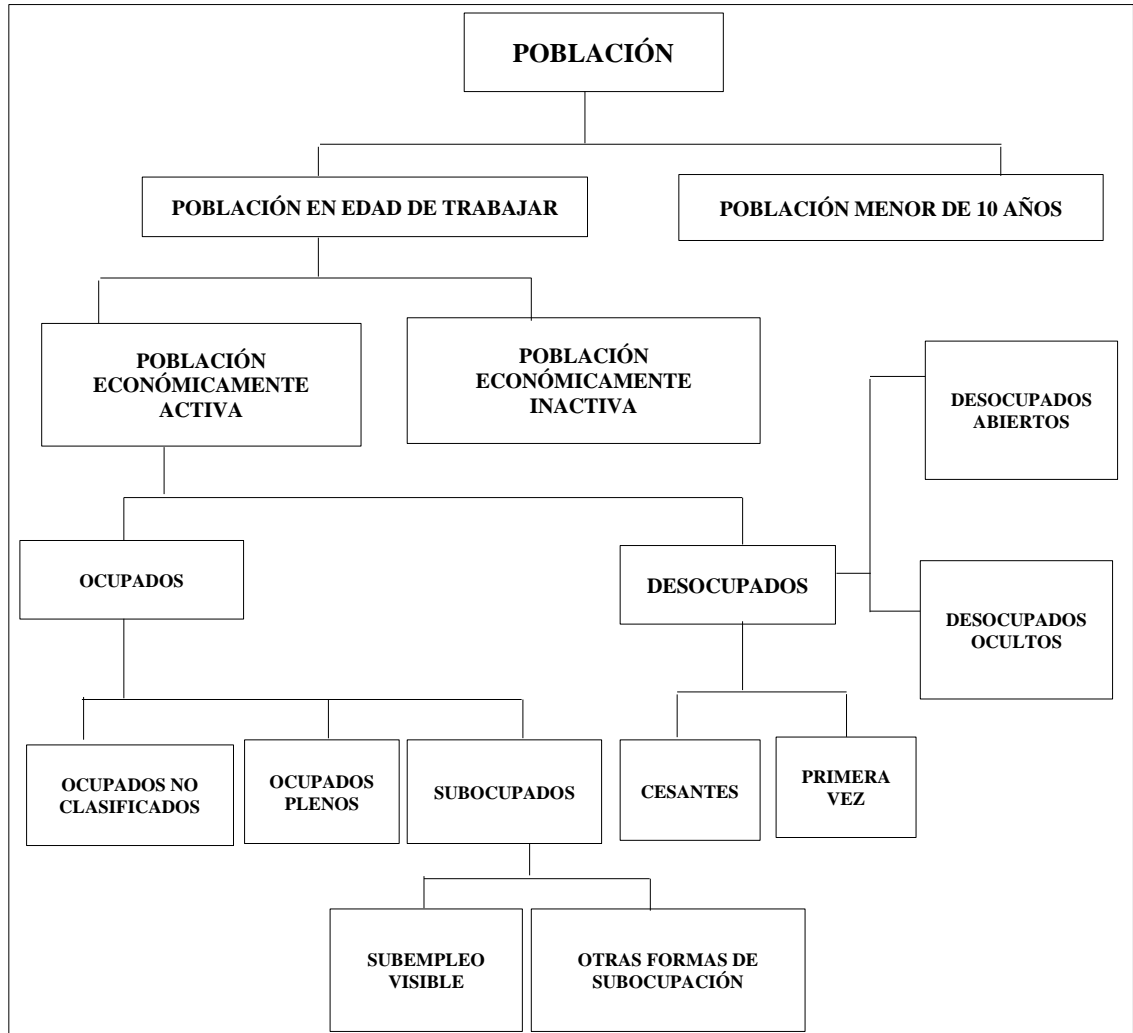 POBLACIÓN
POBLACIÓN EN EDAD DE TRABAJAR
POBLACIÓN MENOR DE 10 AÑOS
POBLACIÓN
ECONÓMICAMENTE
ACTIVA
POBLACIÓN
ECONÓMICAMENTE
INACTIVA
DESOCUPADOS
ABIERTOS
OCUPADOS
DESOCUPADOS
DESOCUPADOS
OCULTOS
OCUPADOS NO
CLASIFICADOS
OCUPADOS
PLENOS
SUBOCUPADOS
CESANTES
PRIMERA
VEZ
SUBEMPLEO
VISIBLE
OTRAS FORMAS DE
SUBOCUPACIÓN